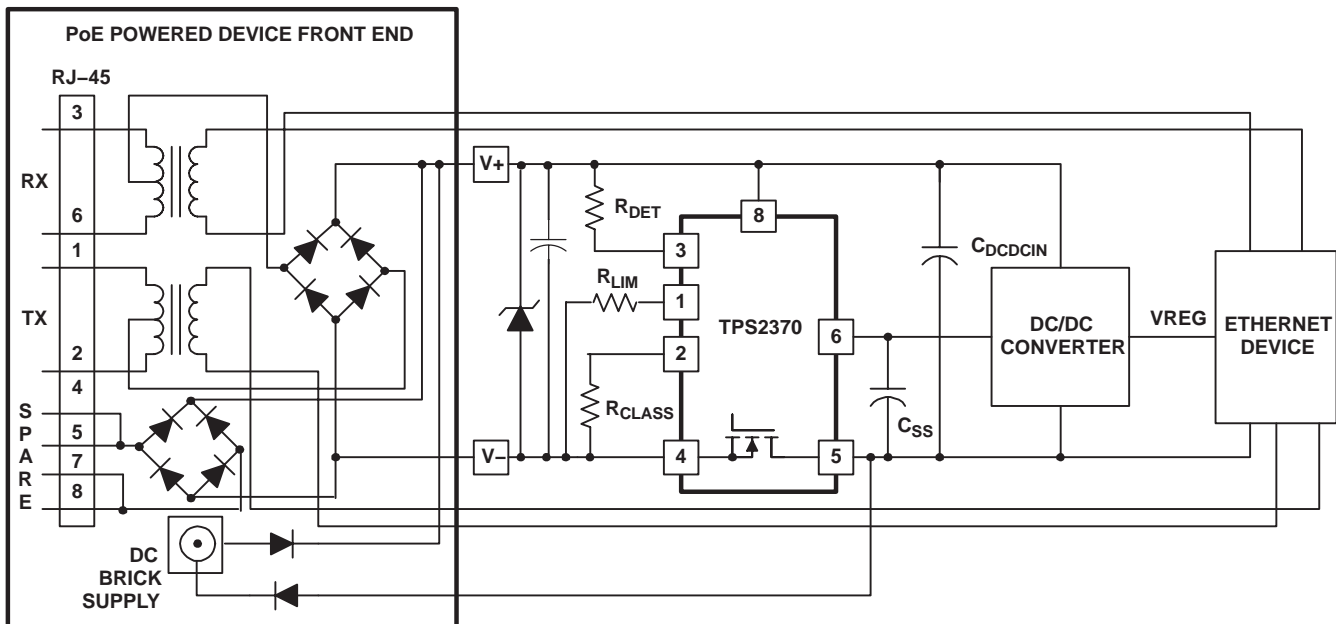 PoE POWERED DEVICE FRONT END
RJ–45
3
RX
6
1
TX
2
4
SPARE
5
7
8
DC
BRICK
SUPPLY
V+
V–
RDET
RLIM
RCLASS
8
3
1
2
4
TPS2370
6
5
CDCDCIN
CSS
DC/DC
CONVERTER
VREG
ETHERNET
DEVICE